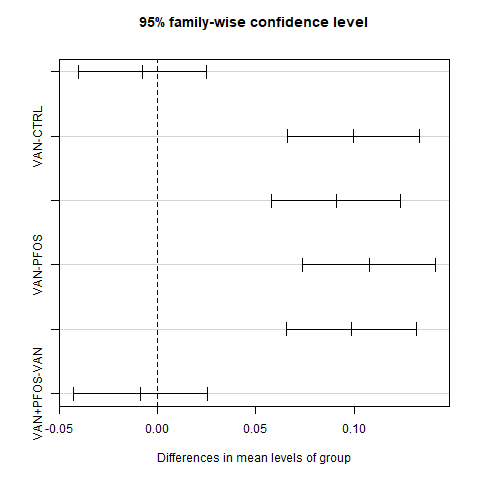 95% family-wise confidence level
VAN-CTRL
VAN-PFOS
VAN+PFOS-VAN
-0.05 0.00 0.05 0.10
Differences in mean levels of group